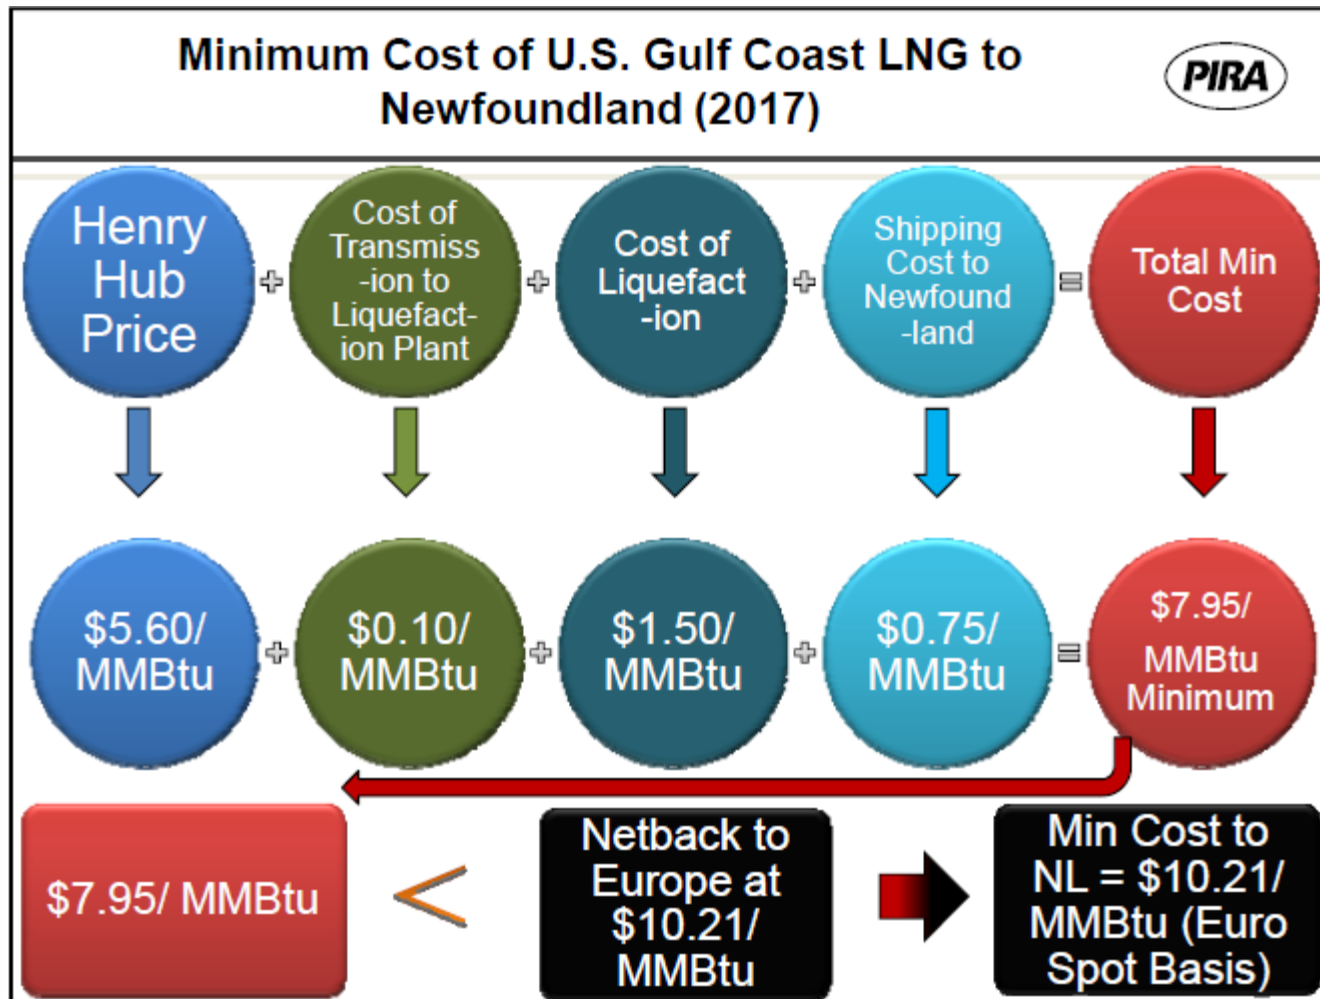 Minimum Cost of U.S. Gulf Coast LNG to
Newfoundland (2017)
PIRA
Henry
Hub
Price
+
Cost of
Transmiss
-ion to
Liquefact-
ion Plant
+
Cost of
Liquefact
-ion
+
Shipping
Cost to
Newfound
-land
=
Total Min
Cost
$5.60/
MMBtu
+
$0.10/
MMBtu
+
$1.50/
MMBtu
+
$0.75/
MMBtu
=
$7.95/
MMBtu
Minimum
$7.95/ MMBtu
<
Netback to
Europe at
$10.21/
MMBtu
Min Cost to
NL = $10.21/
MMBtu (Euro
Spot Basis)